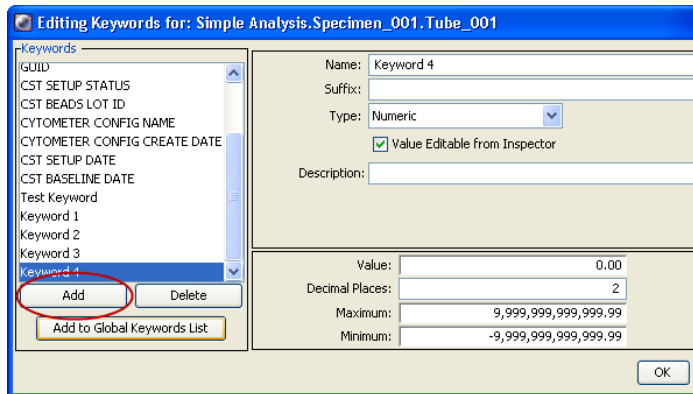 Editing Keywords for: Simple Analysis.Specimen_001.Tube_001
Keywords
GUID
CST SETUP STATUS
CST BEADS LOT ID
CYTOMETER CONFIG NAME
CYTOMETER CONFIG CREATE DATE
CST SETUP DATE
CST BASELINE DATE
Test Keyword
Keyword 1
Keyword 2
Keyword 3
Keyword 4
Add Delete
Add to Global Keywords List
Name: Keyword 4
Suffix:
Type: Numeric
Value Editable from Inspector
Description:
Value: 0.00
Decimal Places: 2
Maximum: 9,999,999,999,999.99
Minimum: -9,999,999,999,999.99
OK